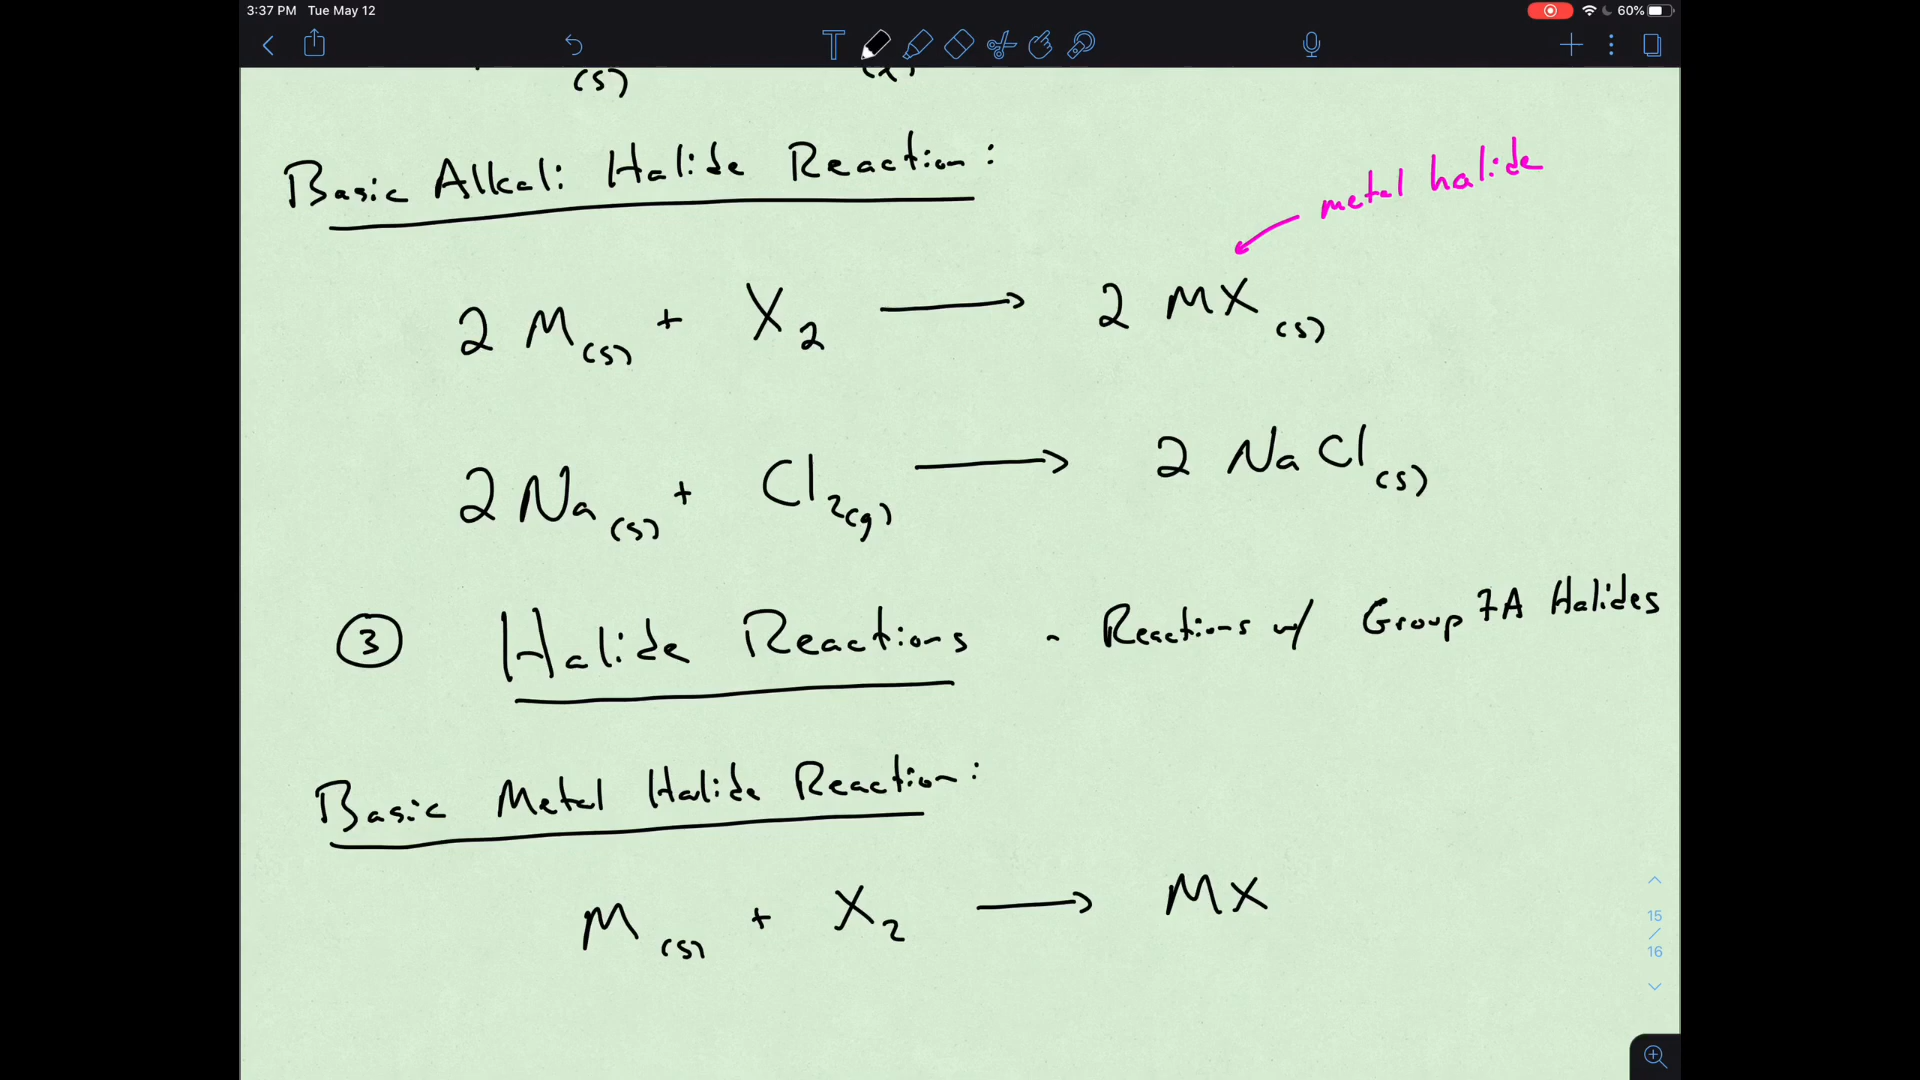 3:37 PM Tue May 12
60%
(s)
Basic Alkali Halide Reaction:
metal halide
2 M(s) + X₂ ⟶ 2 MX(s)
2 Na(s) + Cl₂(g) ⟶ 2 NaCl(s)
③ Halide Reactions - Reactions w/ Group 7A Halides
Basic Metal Halide Reaction:
M(s) + X₂ ⟶ MX
15
/
16